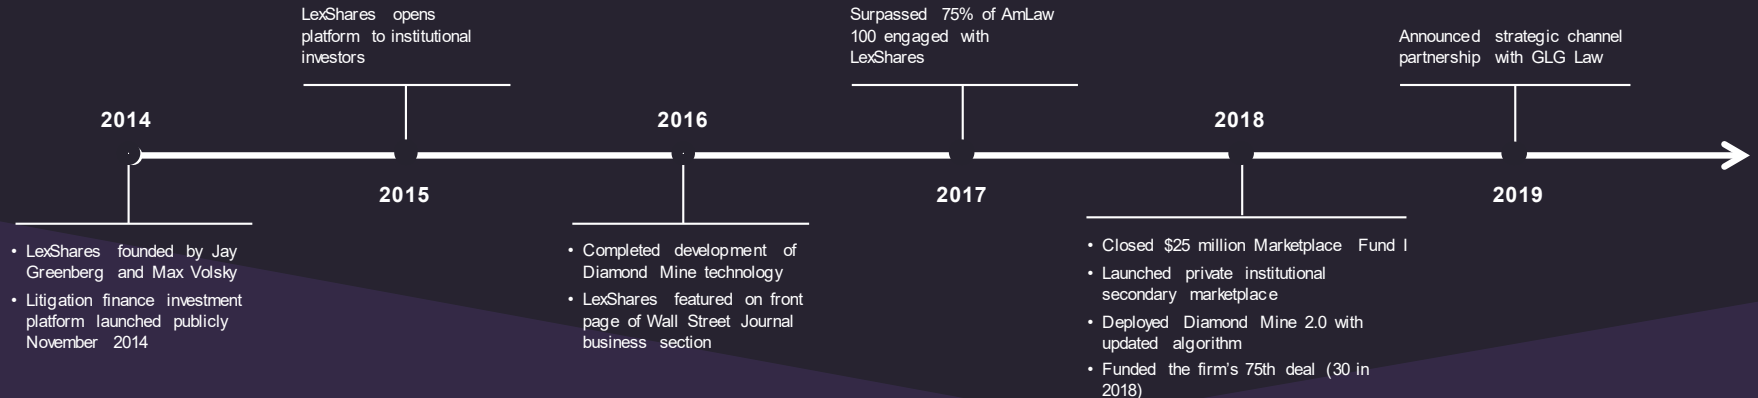 LexShares opens
platform to institutional
investors
Surpassed 75% of AmLaw
100 engaged with
LexShares
Announced strategic channel
partnership with GLG Law
2014
2016
2018
2015
2017
2019
• LexShares founded by Jay
Greenberg and Max Volsky
• Litigation finance investment
platform launched publicly
November 2014
• Completed development of
Diamond Mine technology
• LexShares featured on front
page of Wall Street Journal
business section
• Closed $25 million Marketplace Fund I
• Launched private institutional
secondary marketplace
• Deployed Diamond Mine 2.0 with
updated algorithm
• Funded the firm's 75th deal (30 in
2018)